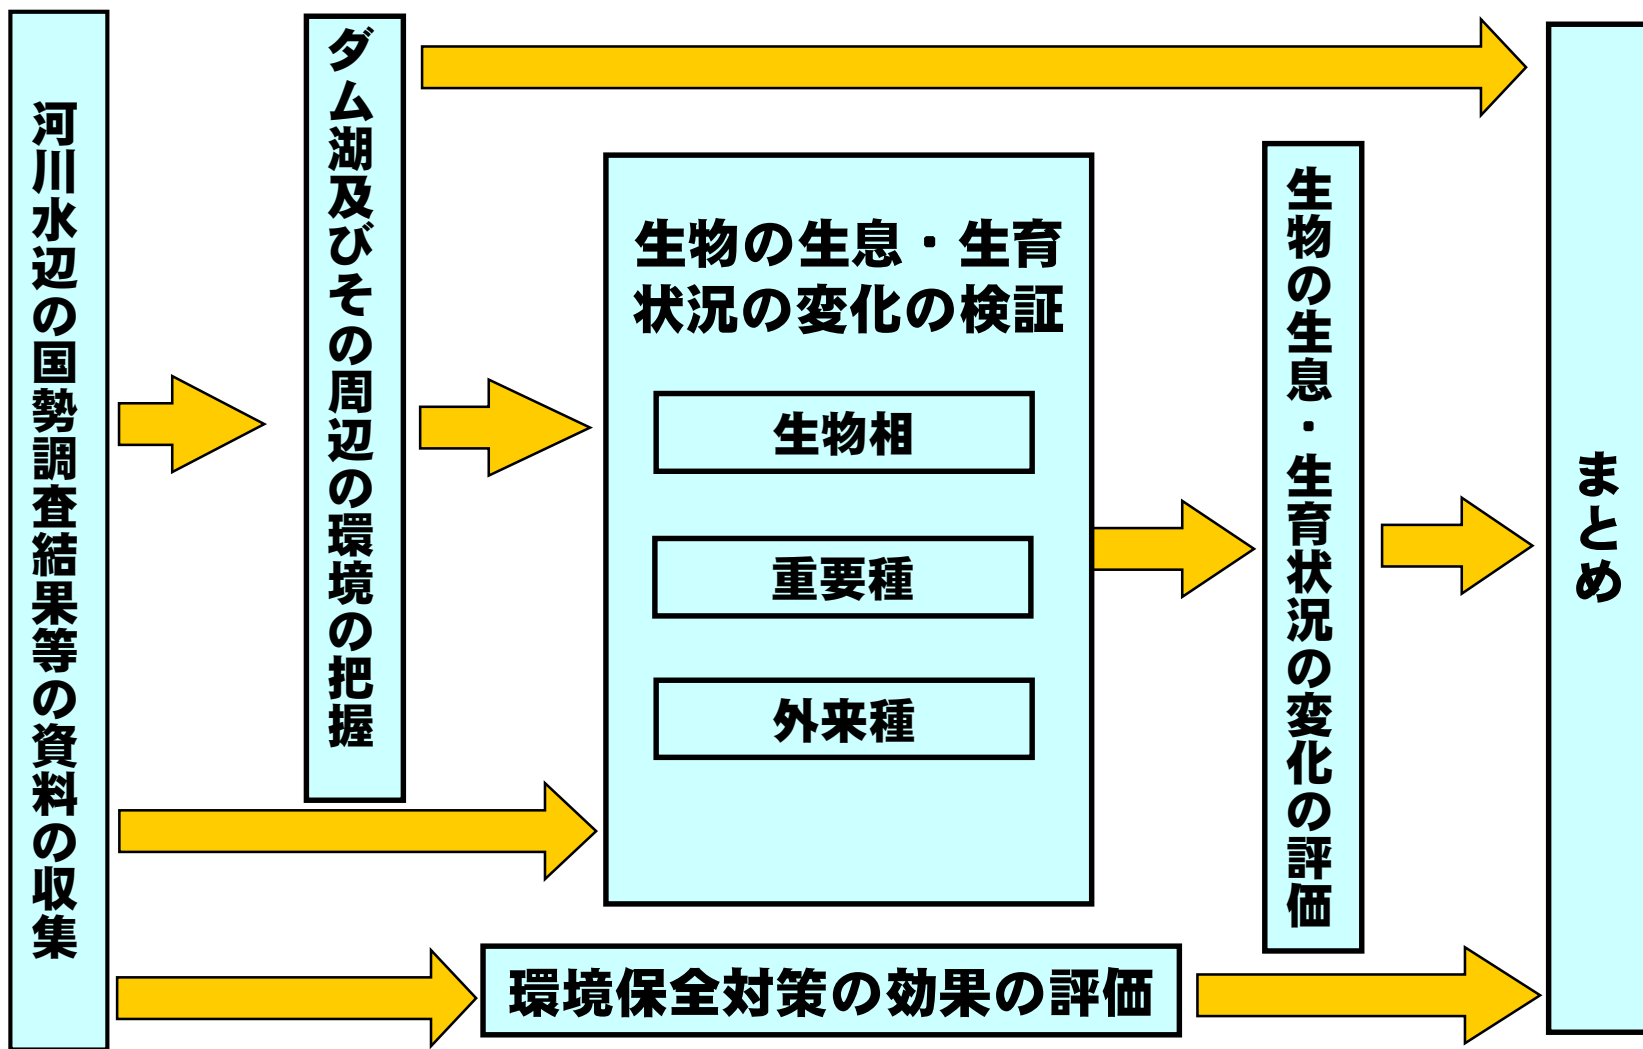 河川水辺の国勢調査結果等の資料の収集
ダム湖及びその周辺の環境の把握
生物の生息・生育
状況の変化の検証
生物相
重要種
外来種
生物の生息・生育状況の変化の評価
環境保全対策の効果の評価
まとめ